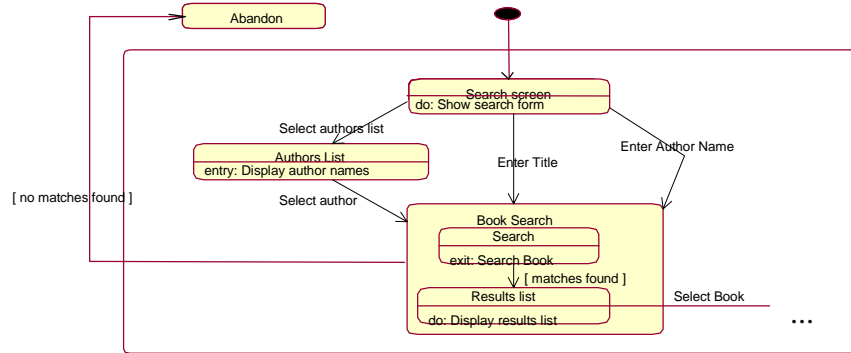 Abandon
Search screen
do: Show search form
Select authors list
Enter Author Name
Authors List
Enter Title
entry: Display author names
[ no matches found ]
Select author
Book Search
Search
exit: Search Book
[ matches found ]
Results list
Select Book
do: Display results list
...